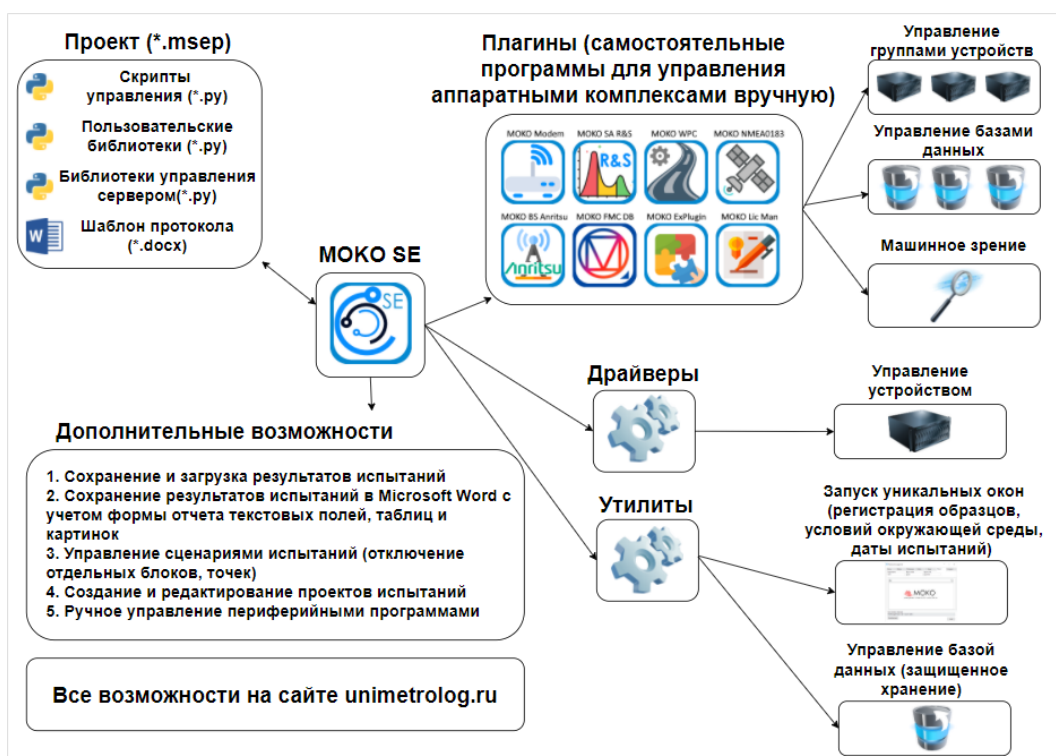 Проект (*.msep)
Скрипты
управления (*.py)
Пользовательские
библиотеки (*.py)
Библиотеки управления
сервером(*.py)
Шаблон протокола
(*.docx)
MOKO SE
SE
Плагины (самостоятельные
программы для управления
аппаратными комплексами вручную)
MOKO Modem
MOKO SA R&S
MOKO WPC
MOKO NMEA0183
R&S
MOKO BS Anritsu
MOKO FMC DB
MOKO ExPlugin
MOKO Lic Man
Anritsu
Управление
группами устройств
Управление базами
данных
Машинное зрение
Драйверы
Управление
устройством
Утилиты
Запуск уникальных окон
(регистрация образцов,
условий окружающей среды,
даты испытаний)
MOKO
Управление базой
данных (защищенное
хранение)
Дополнительные возможности
1. Сохранение и загрузка результатов испытаний
2. Сохранение результатов испытаний в Microsoft Word с
учетом формы отчета текстовых полей, таблиц и
картинок
3. Управление сценариями испытаний (отключение
отдельных блоков, точек)
4. Создание и редактирование проектов испытаний
5. Ручное управление периферийными программами
Все возможности на сайте unimetrolog.ru